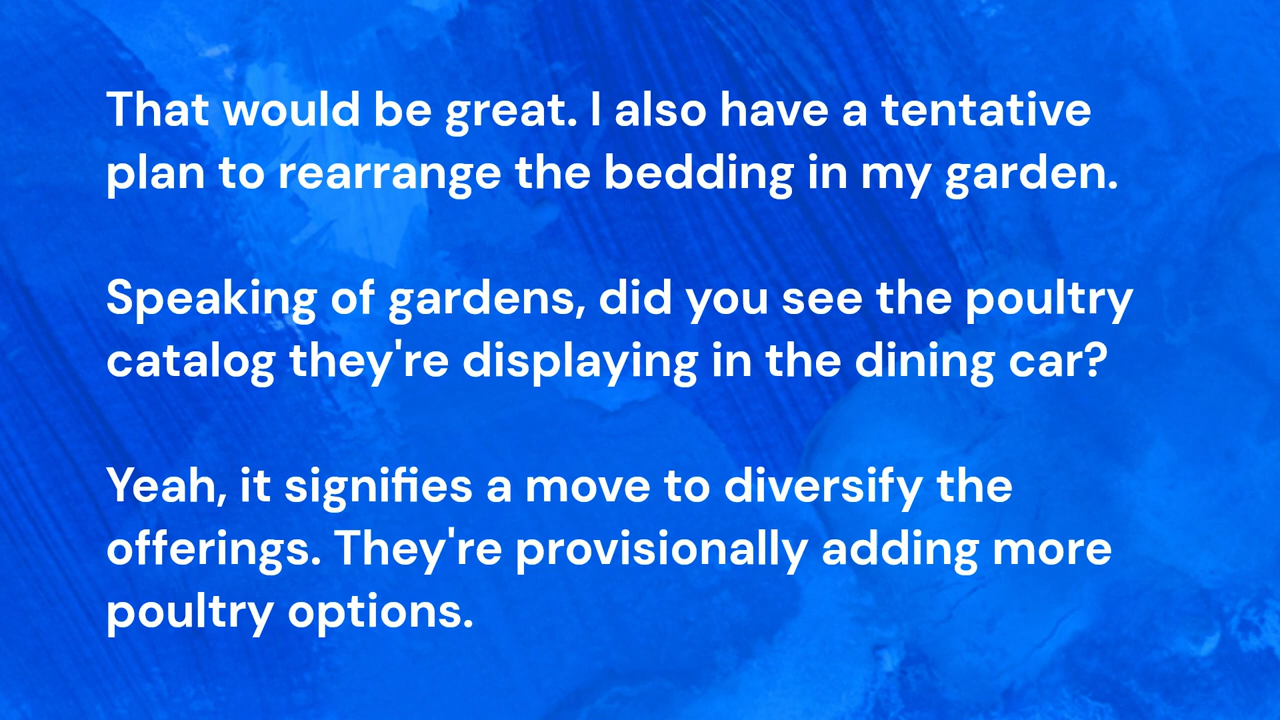 That would be great. I also have a tentative
plan to rearrange the bedding in my garden.
Speaking of gardens, did you see the poultry
catalog they're displaying in the dining car?
Yeah, it signifies a move to diversify the
offerings. They're provisionally adding more
poultry options.